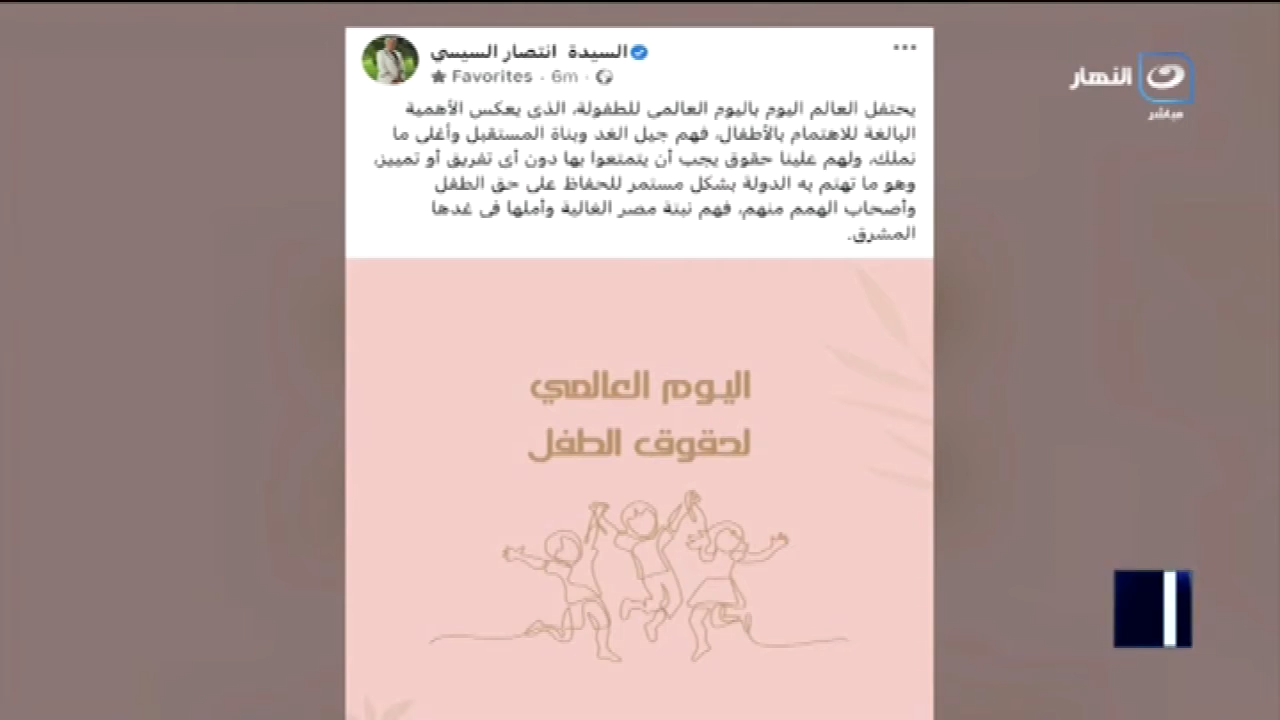 السيدة انتصار السيسي
Favorites · 6m ·
يحتفل العالم اليوم باليوم العالمى للطفولة، الذى يعكس الأهمية
البالغة للاهتمام بالأطفال، فهم جيل الغد وبناة المستقبل وأغلى ما
نملك، ولهم علينا حقوق يجب أن يتمتعوا بها دون أى تفريق أو تمييز،
وهو ما تهتم به الدولة بشكل مستمر للحفاظ على حق الطفل
وأصحاب الهمم منهم، فهم نبتة مصر الغالية وأملها فى غدها
المشرق.
اليوم العالمي
لحقوق الطفل
النهار
مباشر